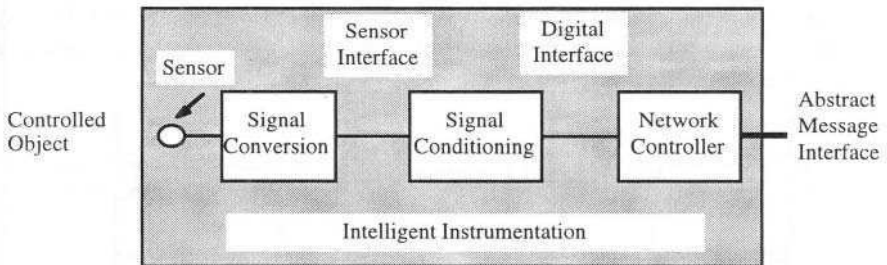 Sensor
Interface
Digital
Interface
Sensor
Controlled
Object
Signal
Conversion
Signal
Conditioning
Network
Controller
Abstract
Message
Interface
Intelligent Instrumentation